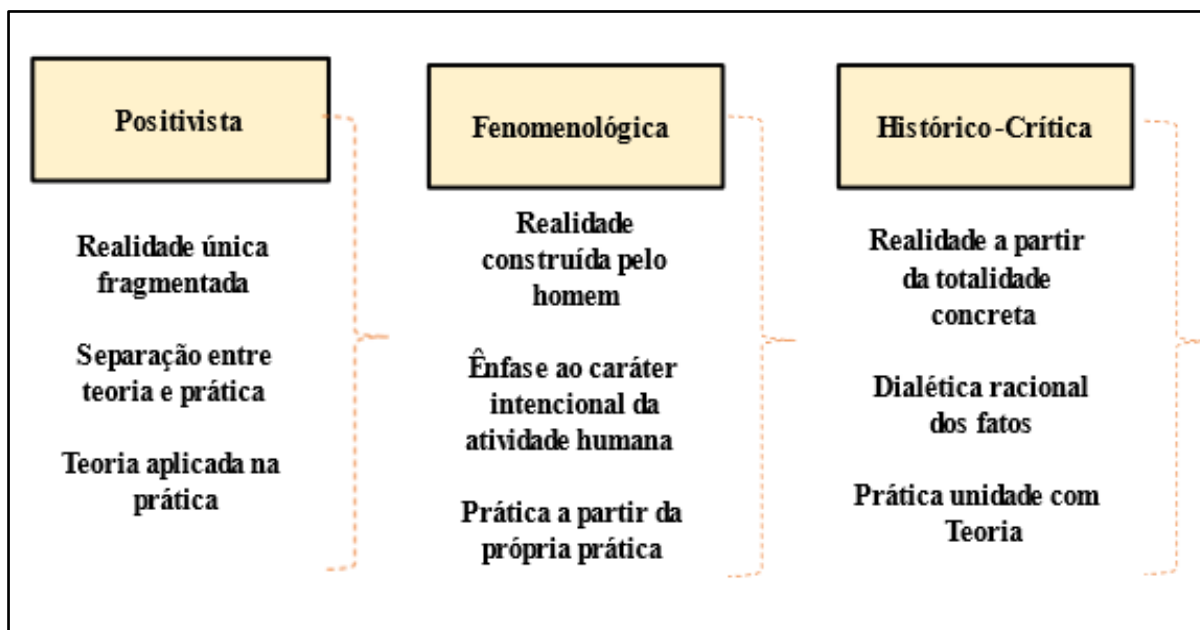 Positivista
Realidade única
fragmentada
Separação entre
teoria e prática
Teoria aplicada na
prática
Fenomenológica
Realidade
construída pelo
homem
Ênfase ao caráter
intencional da
atividade humana
Prática a partir da
própria prática
Histórico-Crítica
Realidade a partir
da totalidade
concreta
Dialética racional
dos fatos
Prática unidade com
Teoria